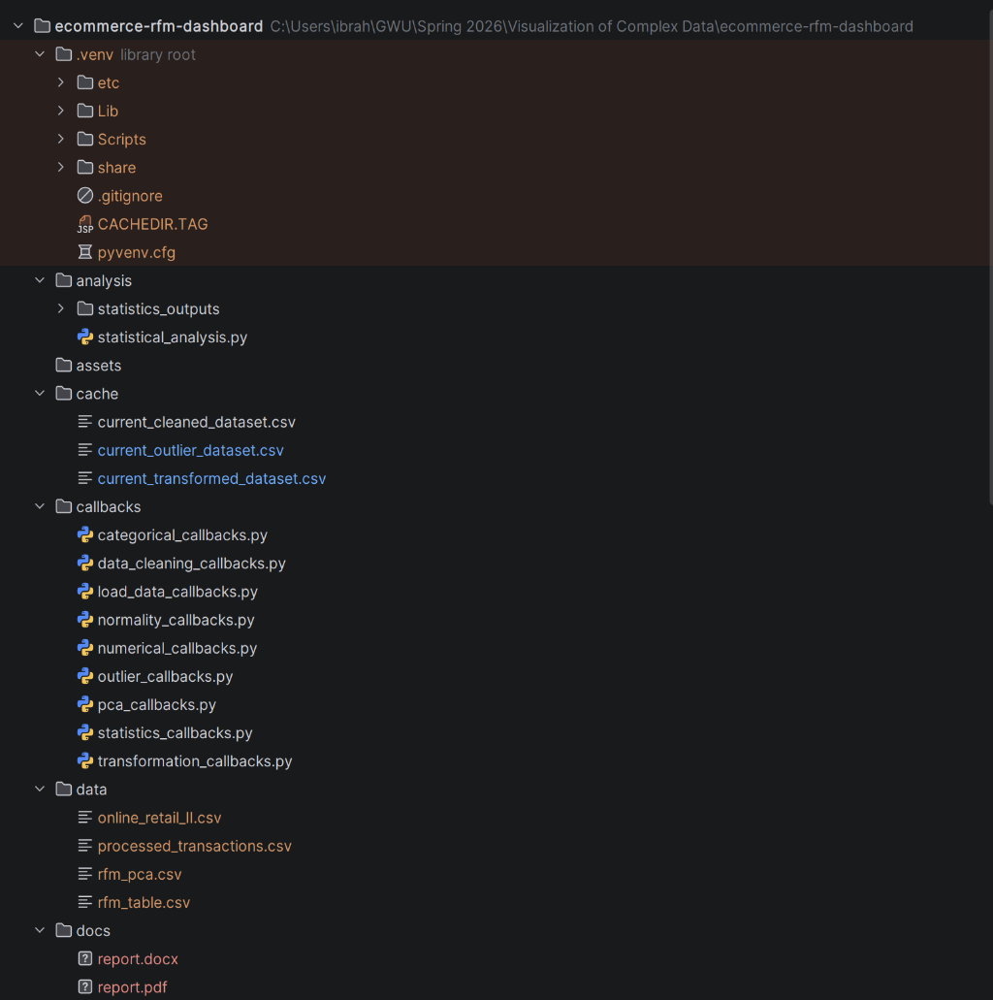 ecommerce-rfm-dashboard C:\Users\ibrah\GWU\Spring 2026\Visualization of Complex Data\ecommerce-rfm-dashboard
.venv library root
etc
Lib
Scripts
share
.gitignore
JSP CACHEDIR.TAG
pyvenv.cfg
analysis
statistics_outputs
statistical_analysis.py
assets
cache
current_cleaned_dataset.csv
current_outlier_dataset.csv
current_transformed_dataset.csv
callbacks
categorical_callbacks.py
data_cleaning_callbacks.py
load_data_callbacks.py
normality_callbacks.py
numerical_callbacks.py
outlier_callbacks.py
pca_callbacks.py
statistics_callbacks.py
transformation_callbacks.py
data
online_retail_II.csv
processed_transactions.csv
rfm_pca.csv
rfm_table.csv
docs
? report.docx
? report.pdf